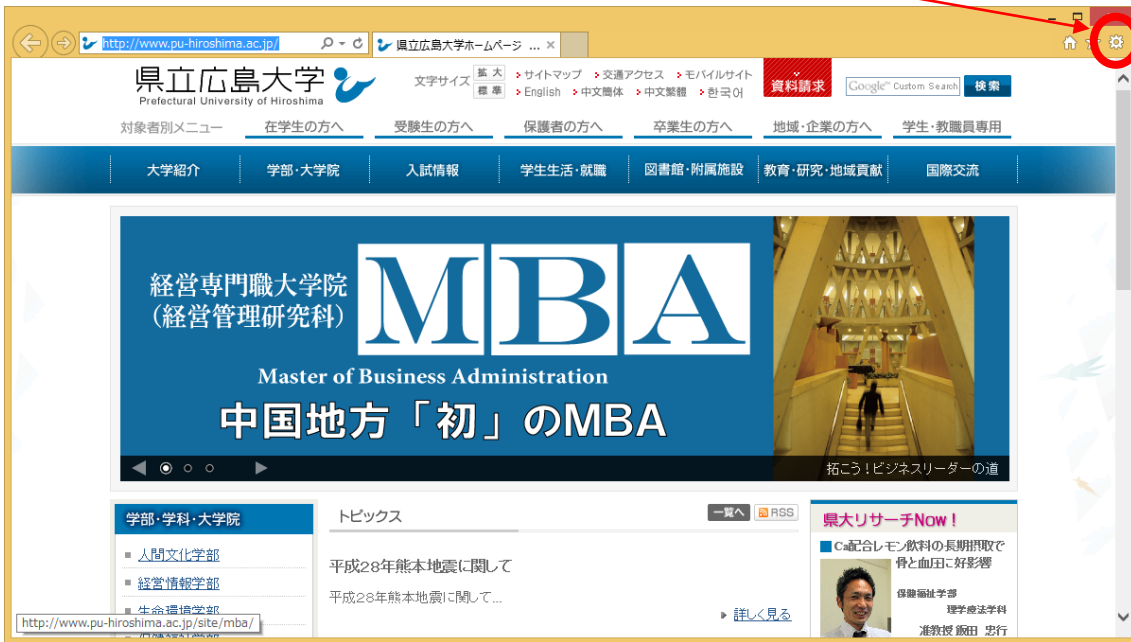 http://www.pu-hiroshima.ac.jp/
県立広島大学ホームページ ...
県立広島大学
Prefectural University of Hiroshima
文字サイズ 拡大 標準
サイトマップ 交通アクセス モバイルサイト
English 中文簡体 中文繁體 한국어
資料請求
Google™ Custom Search 検索
対象者別メニュー 在学生の方へ 受験生の方へ 保護者の方へ 卒業生の方へ 地域・企業の方へ 学生・教職員専用
大学紹介 学部・大学院 入試情報 学生生活・就職 図書館・附属施設 教育・研究・地域貢献 国際交流
経営専門職大学院
(経営管理研究科)
MBA
Master of Business Administration
中国地方「初」のMBA
拓こう!ビジネスリーダーの道
学部・学科・大学院
人間文化学部
経営情報学部
生命環境学部
http://www.pu-hiroshima.ac.jp/site/mba/
トピックス
一覧へ RSS
平成28年熊本地震に関して
平成28年熊本地震に関して...
詳しく見る
県大リサーチNow!
Ca配合レモン飲料の長期摂取で
骨と血圧に好影響
保健福祉学部
理学療法学科
准教授 飯田 忠行